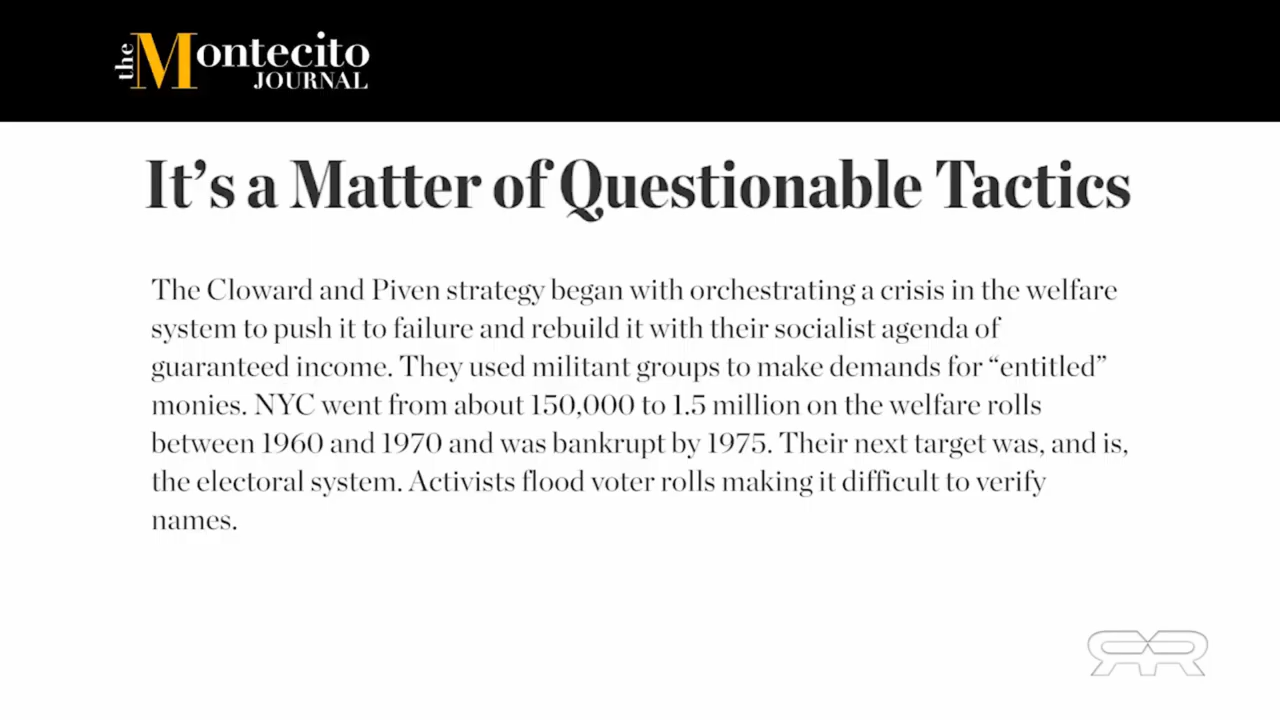 the Montecito
JOURNAL
It's a Matter of Questionable Tactics
The Cloward and Piven strategy began with orchestrating a crisis in the welfare
system to push it to failure and rebuild it with their socialist agenda of
guaranteed income. They used militant groups to make demands for “entitled”
monies. NYC went from about 150,000 to 1.5 million on the welfare rolls
between 1960 and 1970 and was bankrupt by 1975. Their next target was, and is,
the electoral system. Activists flood voter rolls making it difficult to verify
names.